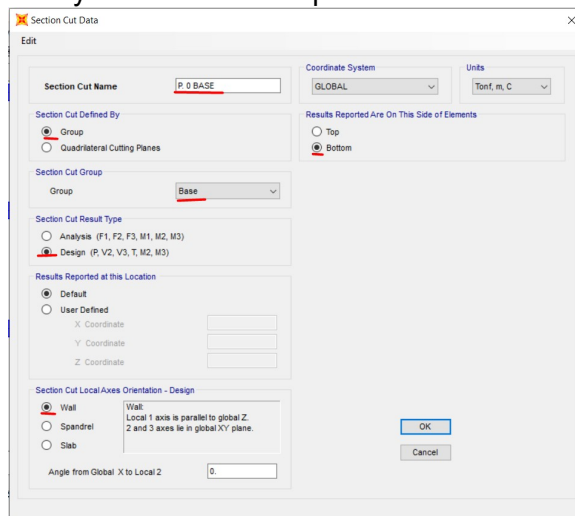 Section Cut Data
Edit
Section Cut Name P. 0 BASE
Coordinate System
GLOBAL
Units
Tonf, m, C
Section Cut Defined By
Group
Quadrilateral Cutting Planes
Results Reported Are On This Side of Elements
Top
Bottom
Section Cut Group
Group Base
Section Cut Result Type
Analysis (F1, F2, F3, M1, M2, M3)
Design (P, V2, V3, T, M2, M3)
Results Reported at this Location
Default
User Defined
X Coordinate
Y Coordinate
Z Coordinate
Section Cut Local Axes Orientation - Design
Wall
Spandrel
Slab
Wall:
Local 1 axis is parallel to global Z.
2 and 3 axes lie in global XY plane.
Angle from Global X to Local 2 0.
OK
Cancel